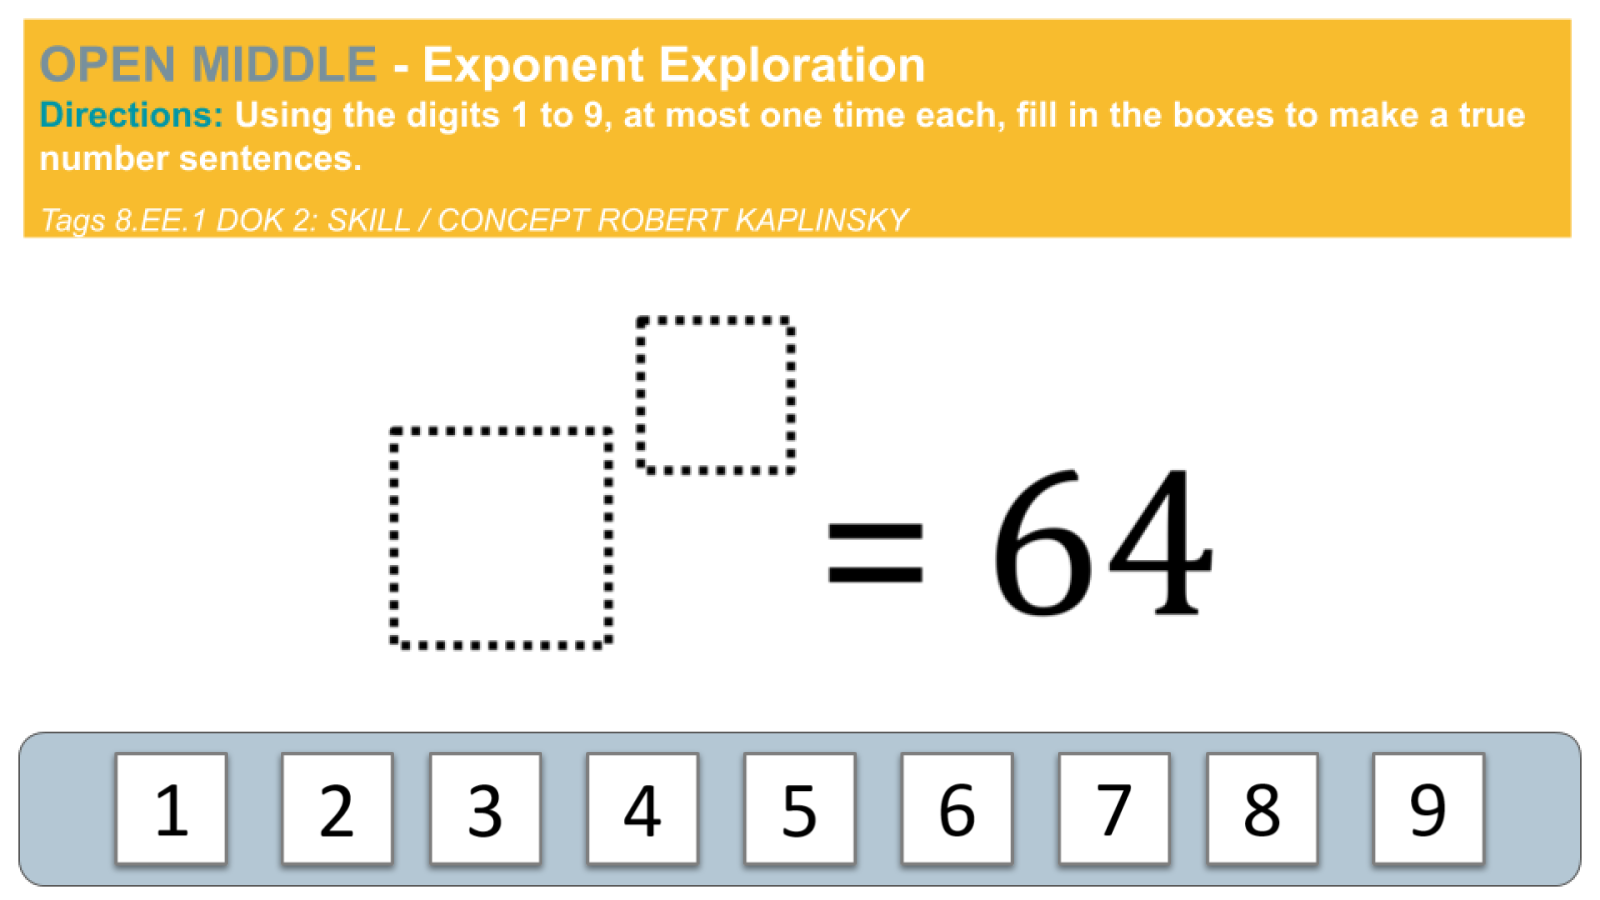 OPEN MIDDLE - Exponent Exploration
Directions: Using the digits 1 to 9, at most one time each, fill in the boxes to make a true
number sentences.
Tags 8.EE.1 DOK 2: SKILL / CONCEPT ROBERT KAPLINSKY
= 64
1 2 3 4 5 6 7 8 9